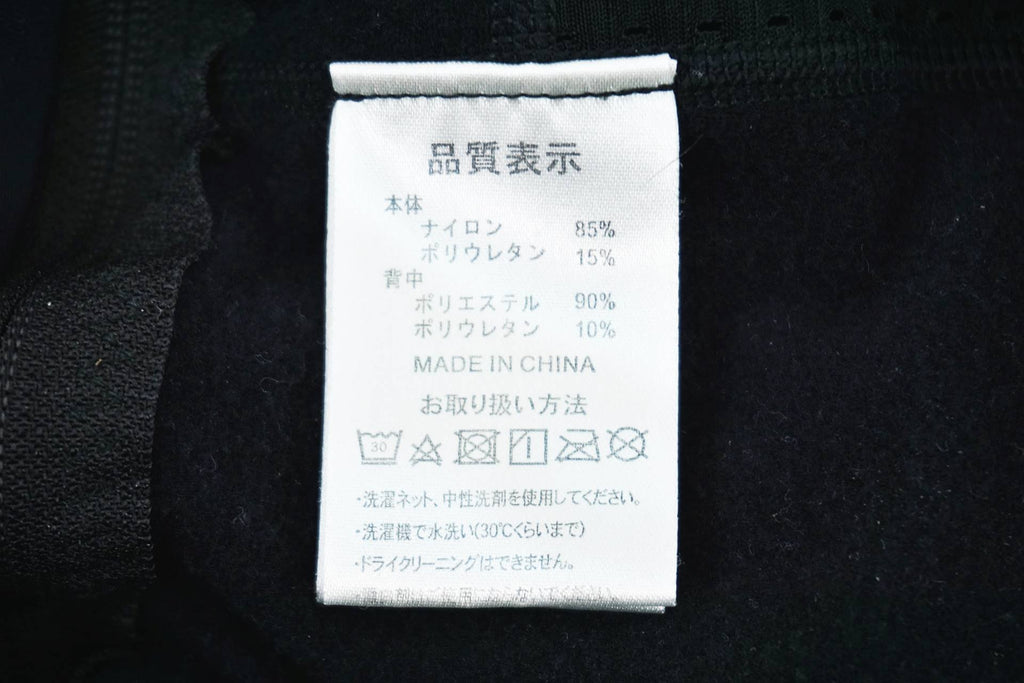 品質表示
本体
ナイロン 85%
ポリウレタン 15%
背中
ポリエステル 90%
ポリウレタン 10%
MADE IN CHINA
お取り扱い方法
30
・洗濯ネット、中性洗剤を使用してください。
・洗濯機で水洗い(30℃くらいまで)
・ドライクリーニングはできません。